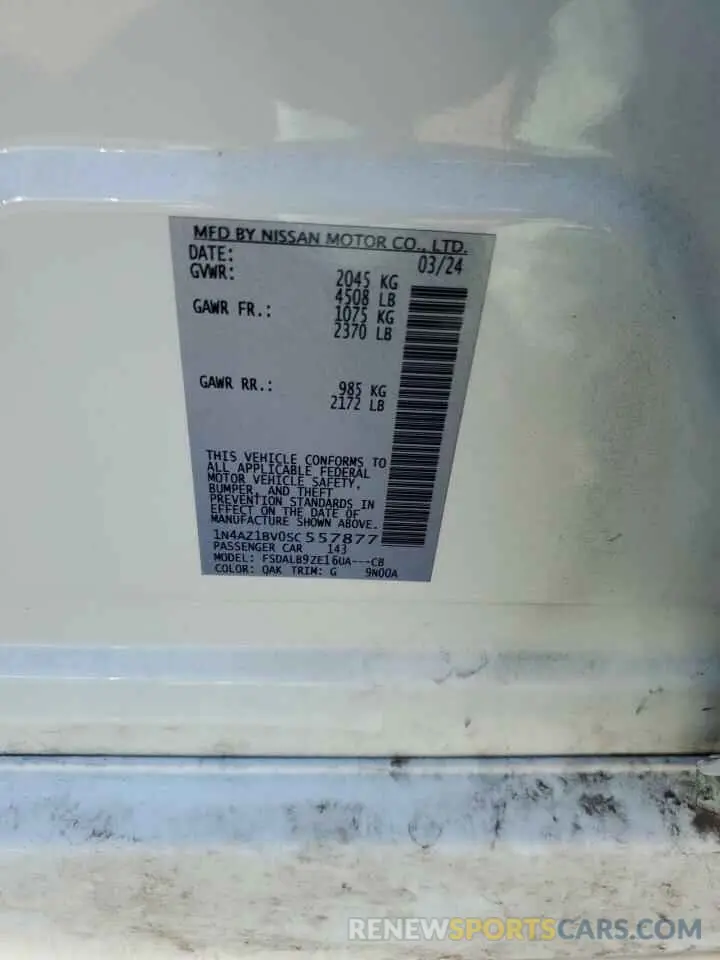 MFD BY NISSAN MOTOR CO., LTD.
DATE: 03/24
GVWR: 2045 KG
4508 LB
GAWR FR.: 1075 KG
2370 LB
GAWR RR.: 985 KG
2172 LB
THIS VEHICLE CONFORMS TO
ALL APPLICABLE FEDERAL
MOTOR VEHICLE SAFETY,
BUMPER, AND THEFT
PREVENTION STANDARDS IN
EFFECT ON THE DATE OF
MANUFACTURE SHOWN ABOVE.
1N4AZ1BV0SC557877
PASSENGER CAR 143
MODEL: FSDALB9ZE16UA---CB
COLOR: QAK TRIM: G 9N00A
RENEWSPORTSCARS.COM